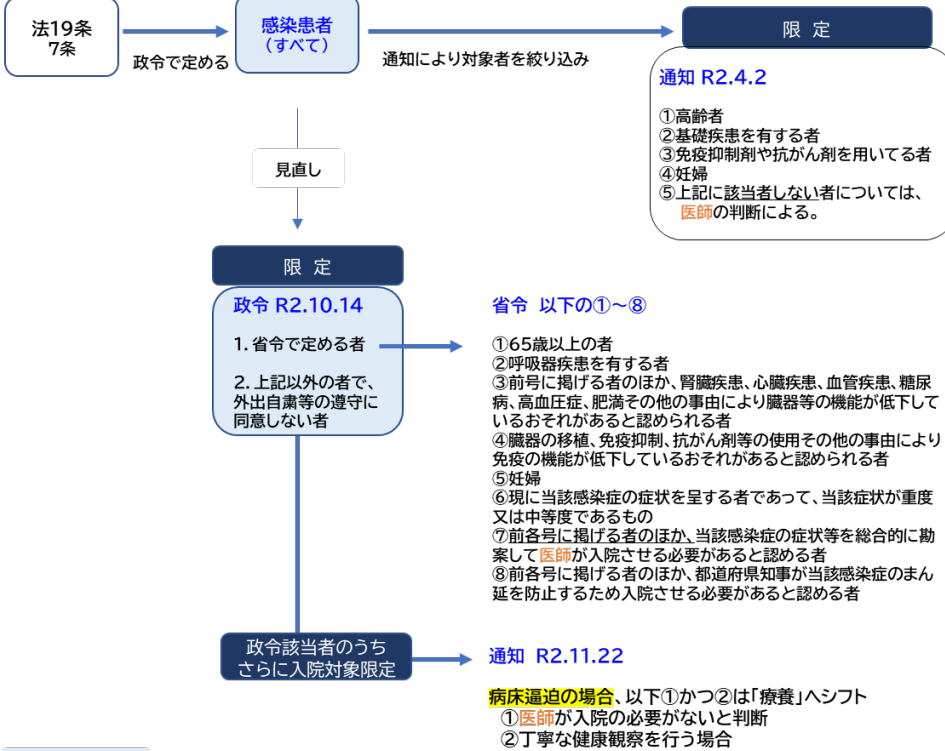 法19条
7条
政令で定める
感染患者
(すべて)
通知により対象者を絞り込み
限 定
通知 R2.4.2
①高齢者
②基礎疾患を有する者
③免疫抑制剤や抗がん剤を用いてる者
④妊婦
⑤上記に該当者しない者については、
医師の判断による。
見直し
限 定
政令 R2.10.14
1. 省令で定める者
2. 上記以外の者で、
外出自粛等の遵守に
同意しない者
省令 以下の①～⑧
①65歳以上の者
②呼吸器疾患を有する者
③前号に掲げる者のほか、腎臓疾患、心臓疾患、血管疾患、糖尿
病、高血圧症、肥満その他の事由により臓器等の機能が低下して
いるおそれがあると認められる者
④臓器の移植、免疫抑制、抗がん剤等の使用その他の事由により
免疫の機能が低下しているおそれがあると認められる者
⑤妊婦
⑥現に当該感染症の症状を呈する者であって、当該症状が重度
又は中等度であるもの
⑦前各号に掲げる者のほか、当該感染症の症状等を総合的に勘
案して医師が入院させる必要があると認める者
⑧前各号に掲げる者のほか、都道府県知事が当該感染症のまん
延を防止するため入院させる必要があると認める者
政令該当者のうち
さらに入院対象限定
通知 R2.11.22
病床逼迫の場合、以下①かつ②は「療養」へシフト
①医師が入院の必要がないと判断
②丁寧な健康観察を行う場合